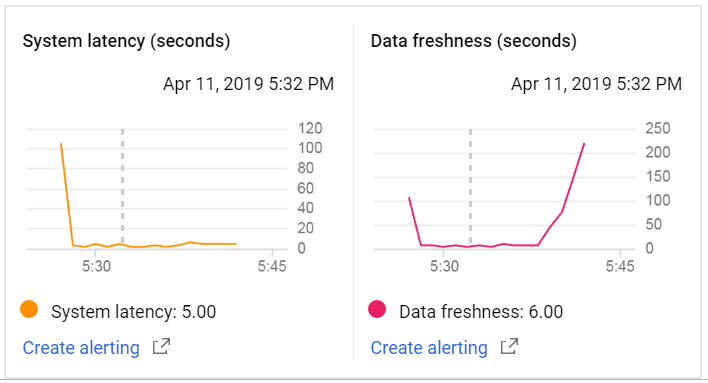 System latency (seconds)
Apr 11, 2019 5:32 PM
120
100
80
60
40
20
0
5:30
5:45
System latency: 5.00
Create alerting
Data freshness (seconds)
Apr 11, 2019 5:32 PM
250
200
150
100
50
0
5:30
5:45
Data freshness: 6.00
Create alerting